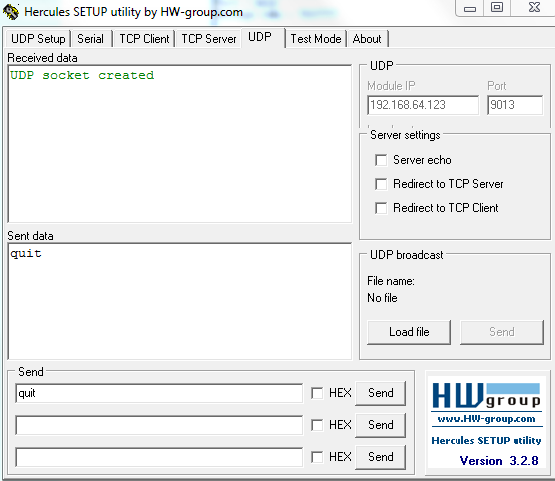 Hercules SETUP utility by HW-group.com
UDP Setup Serial TCP Client TCP Server UDP Test Mode About
Received data
UDP socket created
UDP
Module IP Port
192.168.64.123 9013
Server settings
Server echo
Redirect to TCP Server
Redirect to TCP Client
Sent data
quit
UDP broadcast
File name:
No file
Load file Send
Send
quit HEX Send
HEX Send
HEX Send
HWgroup
www.HW-group.com
Hercules SETUP utility
Version 3.2.8